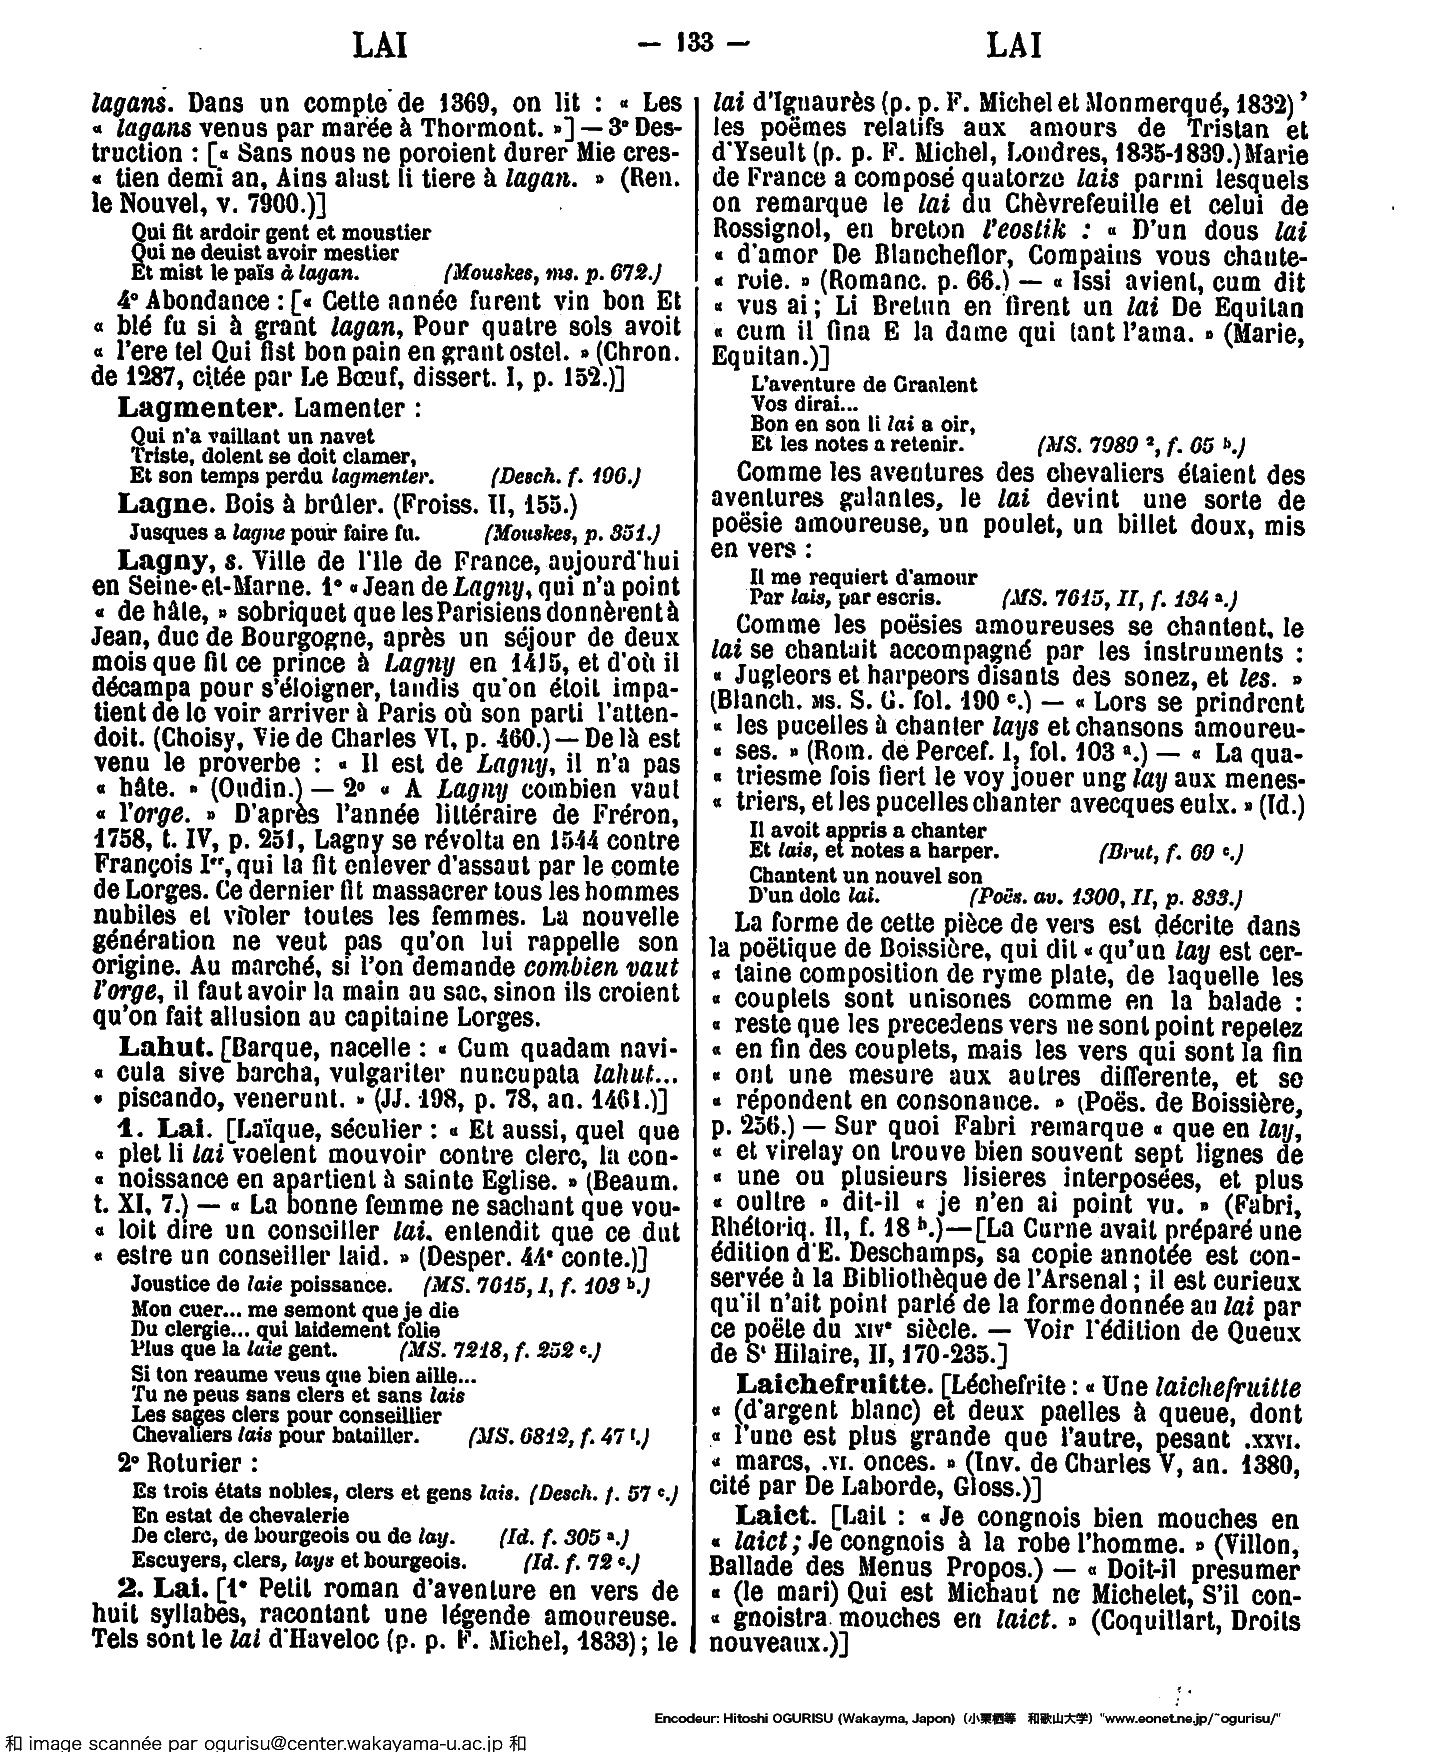 LAI — 133 — LAI
lagans. Dans un compte de 1369, on lit : « Les
« lagans venus par marée à Thormont. »] — 3° Des-
truction : [« Sans nous ne poroient durer Mie cres-
« tien demi an, Ains alast li tiere à lagan. » (Ren.
le Nouvel, v. 7900.)]
Qui fit ardoir gent et moustier
Qui ne deuist avoir mestier
Et mist le païs à lagan. (Mouskes, ms. p. 672.)
4° Abondance : [« Cette année furent vin bon Et
« blé fu si à grant lagan, Pour quatre sols avoit
« l'ere tel Qui fist bon pain en grant ostel. » (Chron.
de 1287, citée par Le Bœuf, dissert. I, p. 152.)]
Lagmenter. Lamenter :
Qui n'a vaillant un navet
Triste, dolent se doit clamer,
Et son temps perdu lagmenter. (Desch. f. 196.)
Lagne. Bois à brûler. (Froiss. II, 155.)
Jusques a lagne pour faire fu. (Mouskes, p. 351.)
Lagny, s. Ville de l'Ile de France, aujourd'hui
en Seine-et-Marne. 1° « Jean de Lagny, qui n'a point
« de hâte, » sobriquet que les Parisiens donnèrent à
Jean, duc de Bourgogne, après un séjour de deux
mois que fit ce prince à Lagny en 1415, et d'où il
décampa pour s'éloigner, tandis qu'on étoit impa-
tient de le voir arriver à Paris où son parti l'atten-
doit. (Choisy, Vie de Charles VI, p. 460.) — De là est
venu le proverbe : « Il est de Lagny, il n'a pas
« hâte. » (Oudin.) — 2° « A Lagny combien vaut
« l'orge. » D'après l'année littéraire de Fréron,
1758, t. IV, p. 251, Lagny se révolta en 1544 contre
François Ier, qui la fit enlever d'assaut par le comte
de Lorges. Ce dernier fit massacrer tous les hommes
nubiles et violer toutes les femmes. La nouvelle
génération ne veut pas qu'on lui rappelle son
origine. Au marché, si l'on demande combien vaut
l'orge, il faut avoir la main au sac, sinon ils croient
qu'on fait allusion au capitaine Lorges.
Lahut. [Barque, nacelle : « Cum quadam navi-
« cula sive barcha, vulgariter nuncupata lahut...
« piscando, venerunt. » (JJ. 198, p. 78, an. 1461.)]
1. Lai. [Laïque, séculier : « Et aussi, quel que
« plet li lai voelent mouvoir contre clerc, la con-
« noissance en apartient à sainte Eglise. » (Beaum.
t. XI, 7.) — « La bonne femme ne sachant que vou-
« loit dire un conseiller lai, entendit que ce dut
« estre un conseiller laid. » (Desper. 44e conte.)]
Joustice de laie poissance. (MS. 7615, I, f. 103 b.)
Mon cuer... me semont que je die
Du clergie... qui laidement folie
Plus que la laie gent. (MS. 7218, f. 252 c.)
Si ton reaume veus que bien aille...
Tu ne peus sans clers et sans lais
Les sages clers pour conseillier
Chevaliers lais pour batailler. (MS. 6812, f. 47 f.)
2° Roturier :
Es trois états nobles, clers et gens lais. (Desch. f. 57 c.)
En estat de chevalerie
De clerc, de bourgeois ou de lay. (Id. f. 305 a.)
Escuyers, clers, lays et bourgeois. (Id. f. 72 c.)
2. Lai. [1° Petit roman d'aventure en vers de
huit syllabes, racontant une légende amoureuse.
Tels sont le lai d'Haveloc (p. p. F. Michel, 1833) ; le
lai d'Ignaurès (p. p. F. Michel et Monmerqué, 1832) '
les poëmes relatifs aux amours de Tristan et
d'Yseult (p. p. F. Michel, Londres, 1835-1839.) Marie
de France a composé quatorze lais parmi lesquels
on remarque le lai du Chèvrefeuille et celui de
Rossignol, en breton l'eostik : « D'un dous lai
« d'amor De Blancheflor, Compains vous chante-
« roie. » (Romanc. p. 66.) — « Issi avient, cum dit
« vus ai ; Li Bretun en firent un lai De Equitan
« cum il fina E la dame qui tant l'ama. » (Marie,
Equitan.)]
L'aventure de Graalent
Vos dirai...
Bon en son li lai a oir,
Et les notes a retenir. (MS. 7989 2, f. 65 b.)
Comme les aventures des chevaliers étaient des
aventures galantes, le lai devint une sorte de
poësie amoureuse, un poulet, un billet doux, mis
en vers :
Il me requiert d'amour
Par lais, par escris. (MS. 7615, II, f. 134 a.)
Comme les poësies amoureuses se chantent, le
lai se chantait accompagné par les instruments :
« Jugleors et harpeors disants des sonez, et les. »
(Blanch. MS. S. G. fol. 190 c.) — « Lors se prindrent
« les pucelles à chanter lays et chansons amoureu-
« ses. » (Rom. de Percef. I, fol. 103 a.) — « La qua-
« triesme fois fiert le voy jouer ung lay aux menes-
« triers, et les pucelles chanter avecques eulx. » (Id.)
Il avoit appris a chanter
Et lais, et notes a harper. (Brut, f. 69 c.)
Chantent un nouvel son
D'un dolc lai. (Poës. av. 1300, II, p. 833.)
La forme de cette pièce de vers est décrite dans
la poëtique de Boissière, qui dit « qu'un lay est cer-
« taine composition de ryme plate, de laquelle les
« couplets sont unisones comme en la balade :
« reste que les precedens vers ne sont point repetez
« en fin des couplets, mais les vers qui sont la fin
« ont une mesure aux autres differente, et se
« répondent en consonance. » (Poës. de Boissière,
p. 256.) — Sur quoi Fabri remarque « que en lay,
« et virelay on trouve bien souvent sept lignes de
« une ou plusieurs lisieres interposées, et plus
« oultre » dit-il « je n'en ai point vu. » (Fabri,
Rhétoriq. II, f. 18 b.) — [La Curne avait préparé une
édition d'E. Deschamps, sa copie annotée est con-
servée à la Bibliothèque de l'Arsenal ; il est curieux
qu'il n'ait point parlé de la forme donnée au lai par
ce poëte du XIVe siècle. — Voir l'édition de Queux
de St Hilaire, II, 170-235.]
Laichefruitte. [Léchefrite : « Une laichefruitte
« (d'argent blanc) et deux paelles à queue, dont
« l'une est plus grande que l'autre, pesant .XXVI.
« marcs, .VI. onces. » (Inv. de Charles V, an. 1380,
cité par De Laborde, Gloss.)]
Laict. [Lait : « Je congnois bien mouches en
« laict ; Je congnois à la robe l'homme. » (Villon,
Ballade des Menus Propos.) — « Doit-il presumer
« (le mari) Qui est Michaut ne Michelet, S'il con-
« gnoistra mouches en laict. » (Coquillart, Droits
nouveaux.)]
Encodeur: Hitoshi OGURISU (Wakayma, Japon) (小栗栖等 和歌山大学) "www.eonet.ne.jp/~ogurisu/"
和 image scannée par ogurisu@center.wakayama-u.ac.jp 和